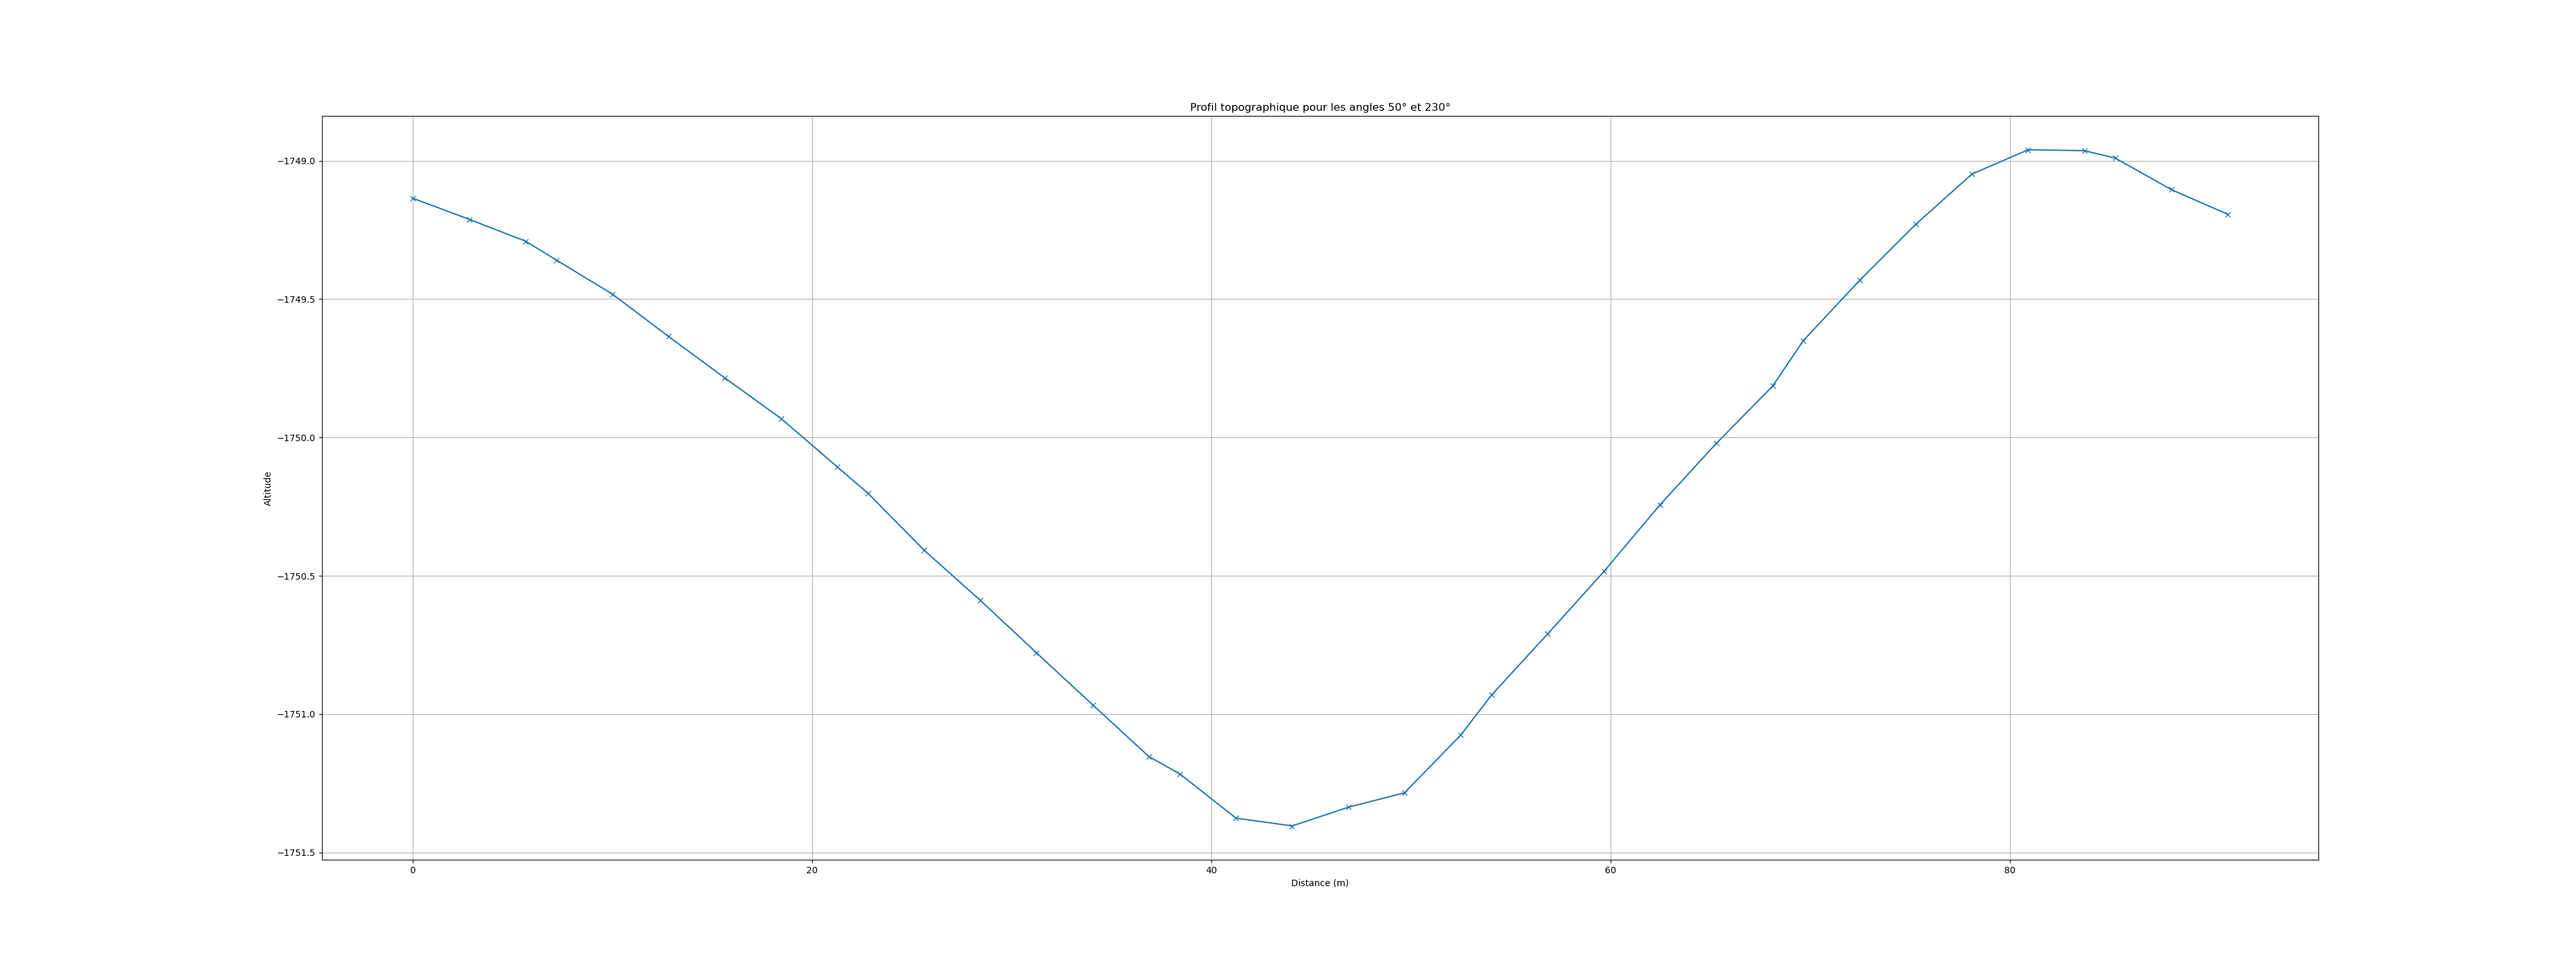 Profil topographique pour les angles 50° et 230°
Altitude
−1749.0
−1749.5
−1750.0
−1750.5
−1751.0
−1751.5
0 20 40 60 80
Distance (m)